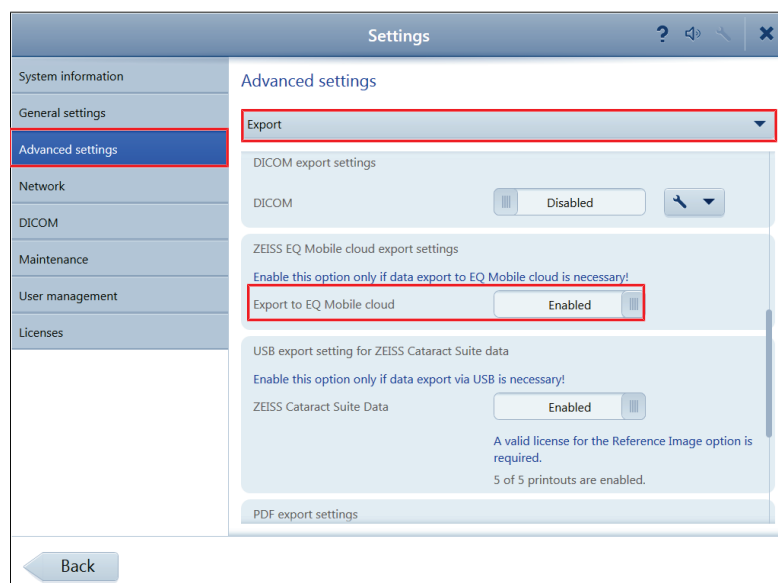 Settings
?
System information
General settings
Advanced settings
Network
DICOM
Maintenance
User management
Licenses
Advanced settings
Export
DICOM export settings
DICOM
Disabled
ZEISS EQ Mobile cloud export settings
Enable this option only if data export to EQ Mobile cloud is necessary!
Export to EQ Mobile cloud
Enabled
USB export setting for ZEISS Cataract Suite data
Enable this option only if data export via USB is necessary!
ZEISS Cataract Suite Data
Enabled
A valid license for the Reference Image option is
required.
5 of 5 printouts are enabled.
PDF export settings
Back